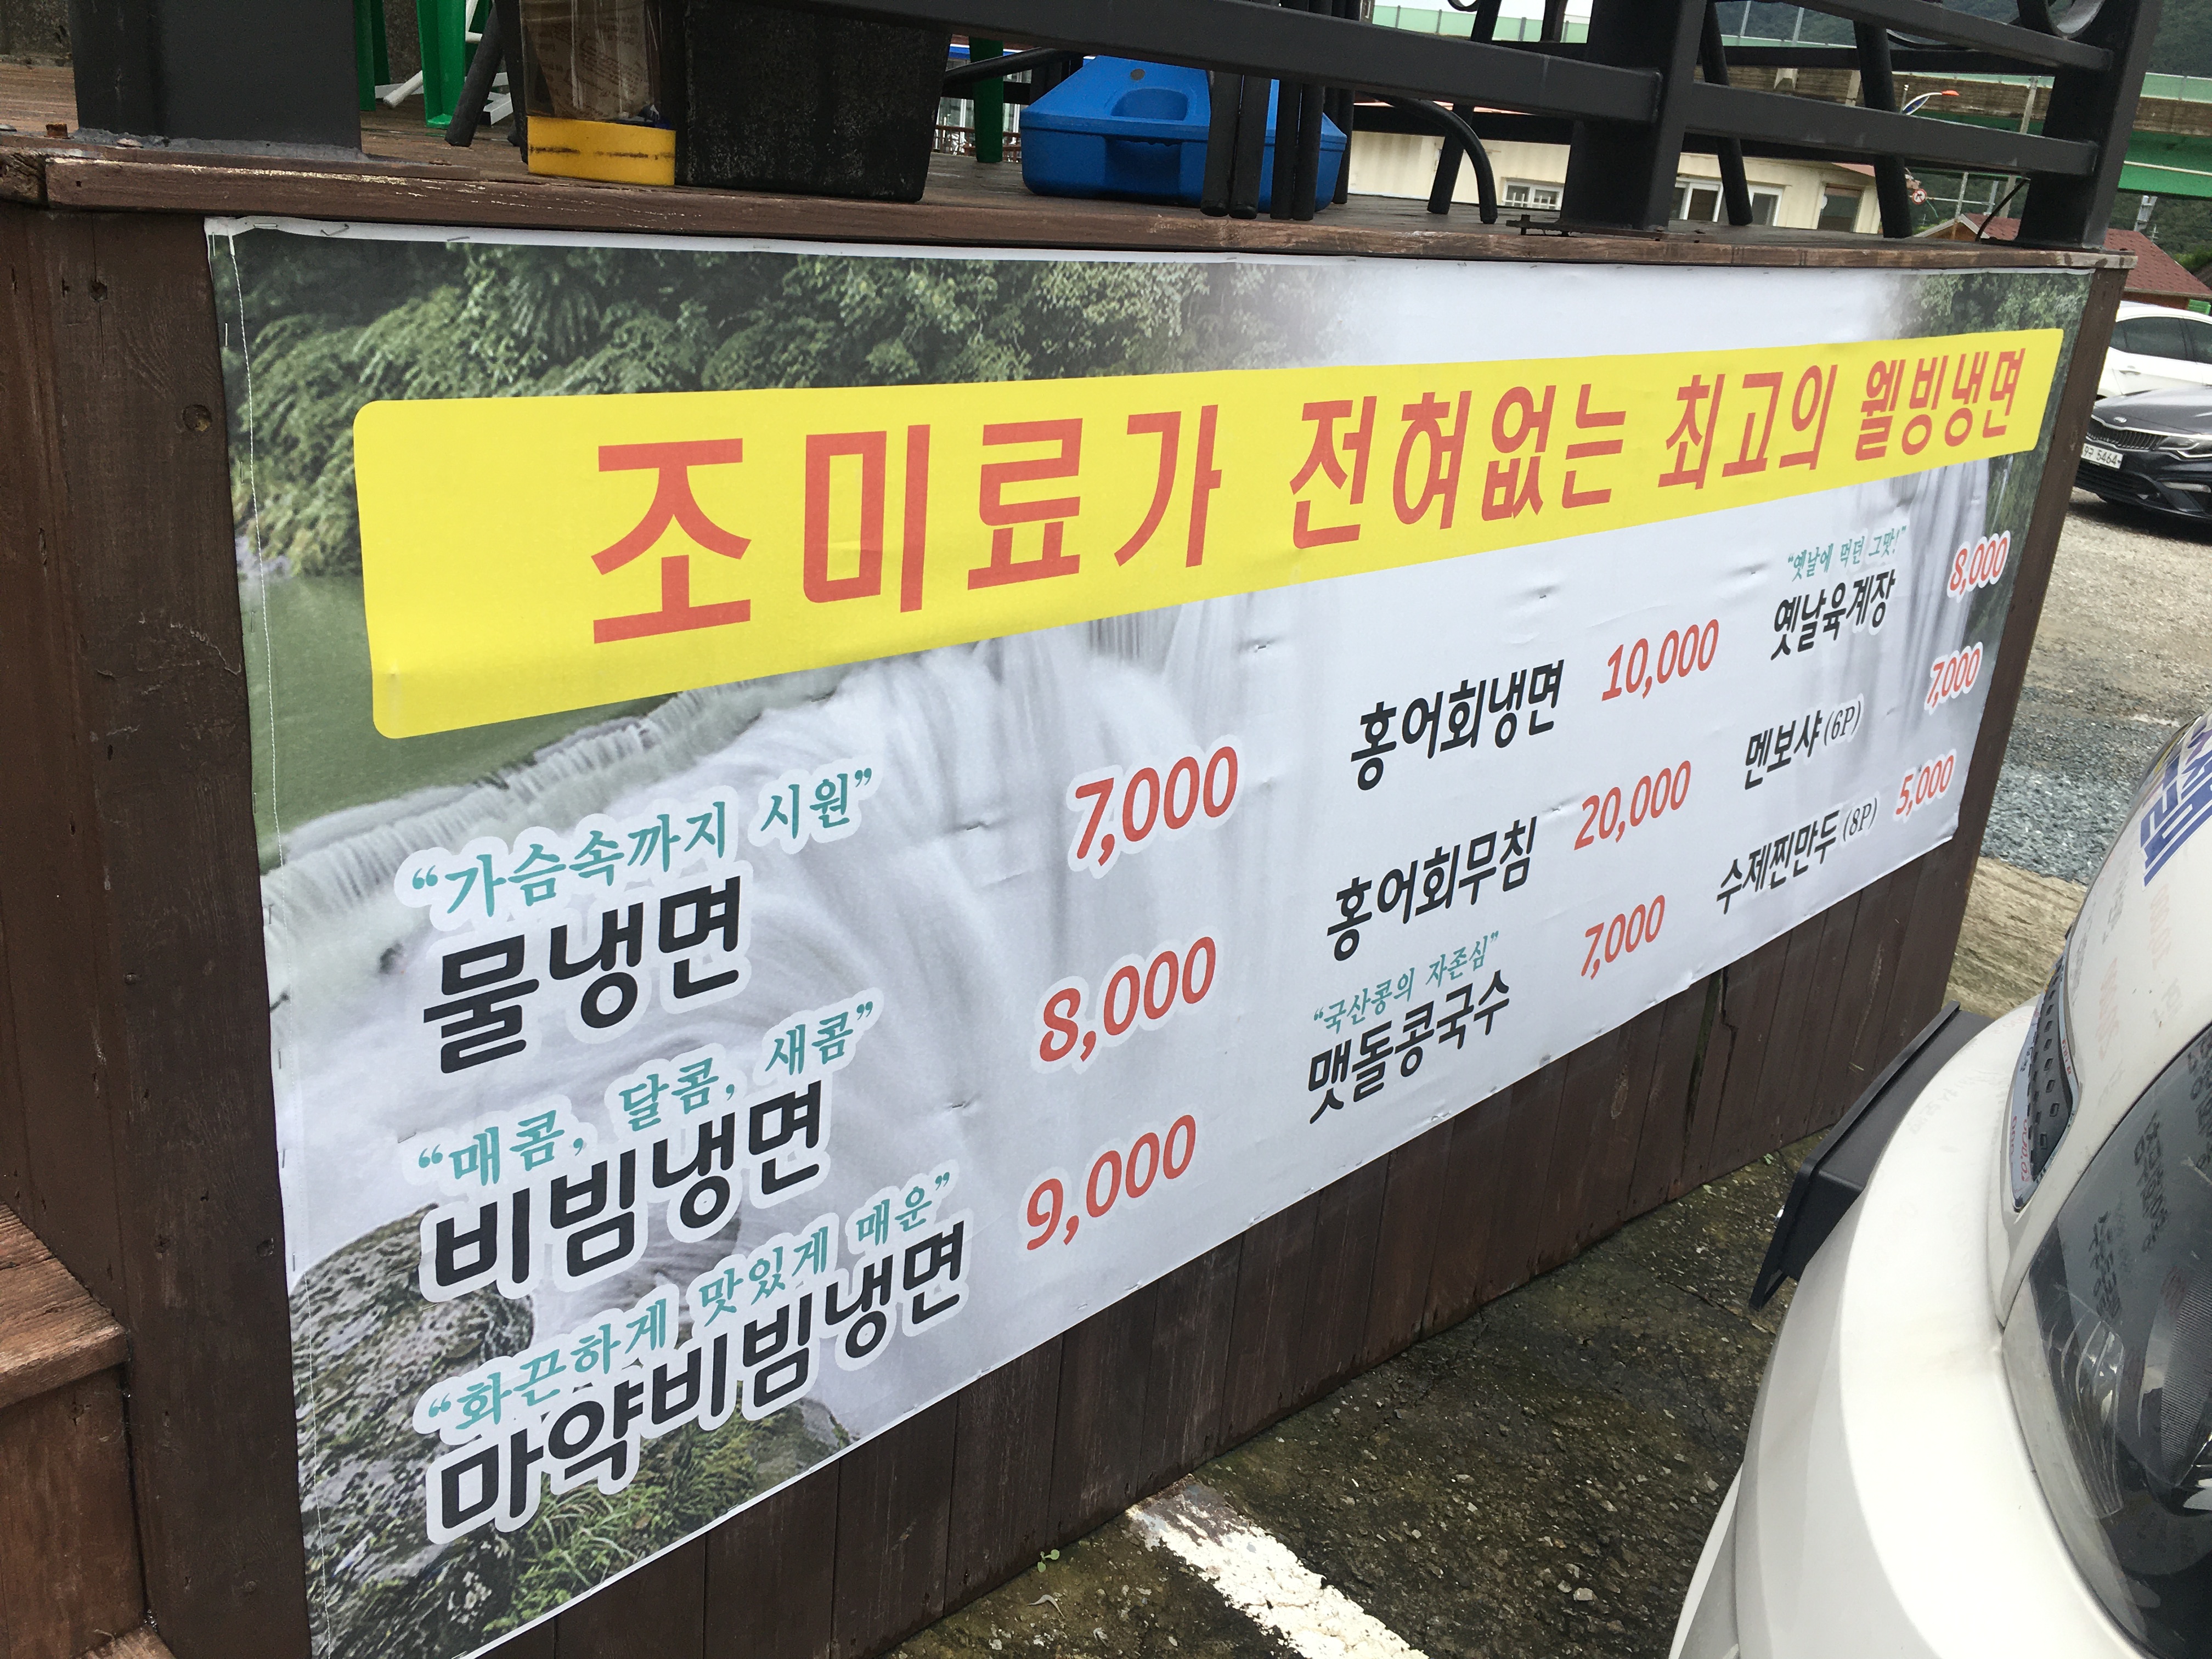 조미료가 전혀없는 최고의 웰빙냉면
“가슴속까지 시원”
물냉면 7,000
“매콤, 달콤, 새콤”
비빔냉면 8,000
“화끈하게 맛있게 매운”
마약비빔냉면 9,000
홍어회냉면 10,000
홍어회무침 20,000
“국산콩의 자존심”
맷돌콩국수 7,000
“옛날에 먹던 그맛!”
옛날육계장 8,000
멘보샤 (6P) 7,000
수제찐만두 (8P) 5,000
5464